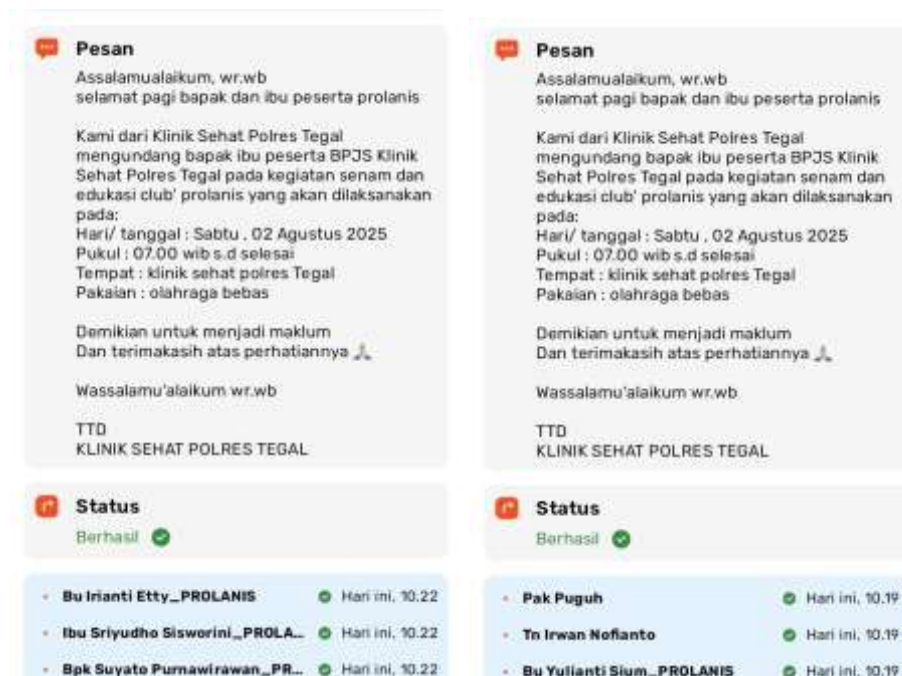 Pesan
Assalamualaikum, wr.wb
selamat pagi bapak dan ibu peserta prolanis
Kami dari Klinik Sehat Polres Tegal
mengundang bapak ibu peserta BPJS Klinik
Sehat Polres Tegal pada kegiatan senam dan
edukasi club' prolanis yang akan dilaksanakan
pada:
Hari/ tanggal : Sabtu , 02 Agustus 2025
Pukul : 07.00 wib s.d selesai
Tempat : klinik sehat polres Tegal
Pakaian : olahraga bebas
Demikian untuk menjadi maklum
Dan terimakasih atas perhatiannya 🙏
Wassalamu'alaikum wr.wb
TTD
KLINIK SEHAT POLRES TEGAL
Status
Berhasil
Bu Irianti Etty_PROLANIS Hari ini, 10.22
Ibu Sriyudho Sisworini_PROLA... Hari ini, 10.22
Bpk Suyato Purnawirawan_PR... Hari ini, 10.22
Pesan
Assalamualaikum, wr.wb
selamat pagi bapak dan ibu peserta prolanis
Kami dari Klinik Sehat Polres Tegal
mengundang bapak ibu peserta BPJS Klinik
Sehat Polres Tegal pada kegiatan senam dan
edukasi club' prolanis yang akan dilaksanakan
pada:
Hari/ tanggal : Sabtu , 02 Agustus 2025
Pukul : 07.00 wib s.d selesai
Tempat : klinik sehat polres Tegal
Pakaian : olahraga bebas
Demikian untuk menjadi maklum
Dan terimakasih atas perhatiannya 🙏
Wassalamu'alaikum wr.wb
TTD
KLINIK SEHAT POLRES TEGAL
Status
Berhasil
Pak Puguh Hari ini, 10.19
Tn Irwan Nofianto Hari ini, 10.19
Bu Yulianti Sium_PROLANIS Hari ini, 10.19